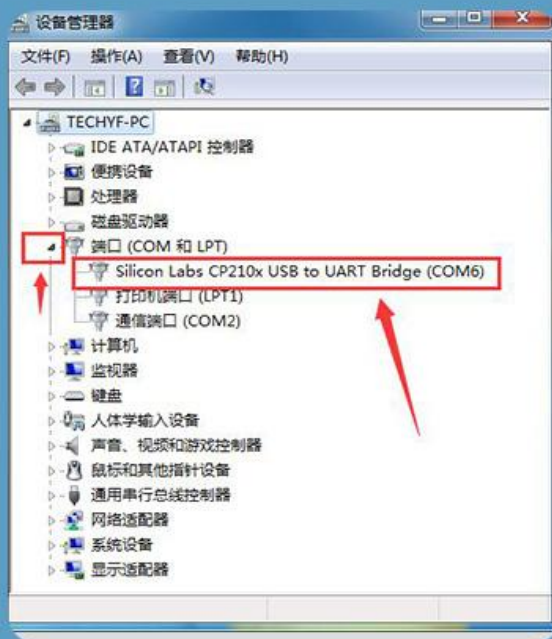 设备管理器
文件(F) 操作(A) 查看(V) 帮助(H)
TECHYF-PC
IDE ATA/ATAPI 控制器
便携设备
处理器
磁盘驱动器
端口 (COM 和 LPT)
Silicon Labs CP210x USB to UART Bridge (COM6)
打印机端口 (LPT1)
通信端口 (COM2)
计算机
监视器
键盘
人体学输入设备
声音、视频和游戏控制器
鼠标和其他指针设备
通用串行总线控制器
网络适配器
系统设备
显示适配器